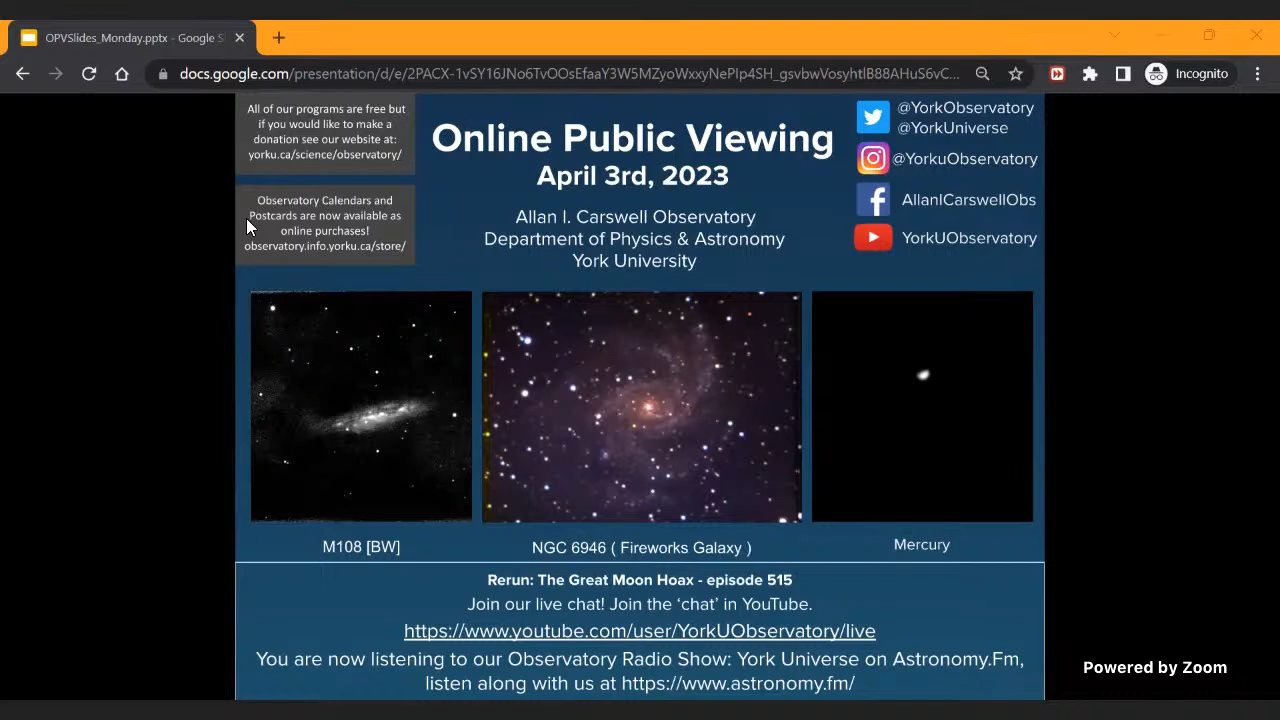 OPVSlides_Monday.pptx - Google S
docs.google.com/presentation/d/e/2PACX-1vSY16JNo6TvOOsEfaaY3W5MZyoWxxyNePIp4SH_gsvbwVosyhtlB88AHuS6vC...
Incognito
All of our programs are free but
if you would like to make a
donation see our website at:
yorku.ca/science/observatory/
Observatory Calendars and
Postcards are now available as
online purchases!
observatory.info.yorku.ca/store/
Online Public Viewing
April 3rd, 2023
Allan I. Carswell Observatory
Department of Physics & Astronomy
York University
@YorkObservatory
@YorkUniverse
@YorkuObservatory
AllanICarswellObs
YorkUObservatory
M108 [BW]
NGC 6946 ( Fireworks Galaxy )
Mercury
Rerun: The Great Moon Hoax - episode 515
Join our live chat! Join the ‘chat’ in YouTube.
https://www.youtube.com/user/YorkUObservatory/live
You are now listening to our Observatory Radio Show: York Universe on Astronomy.Fm,
listen along with us at https://www.astronomy.fm/
Powered by Zoom